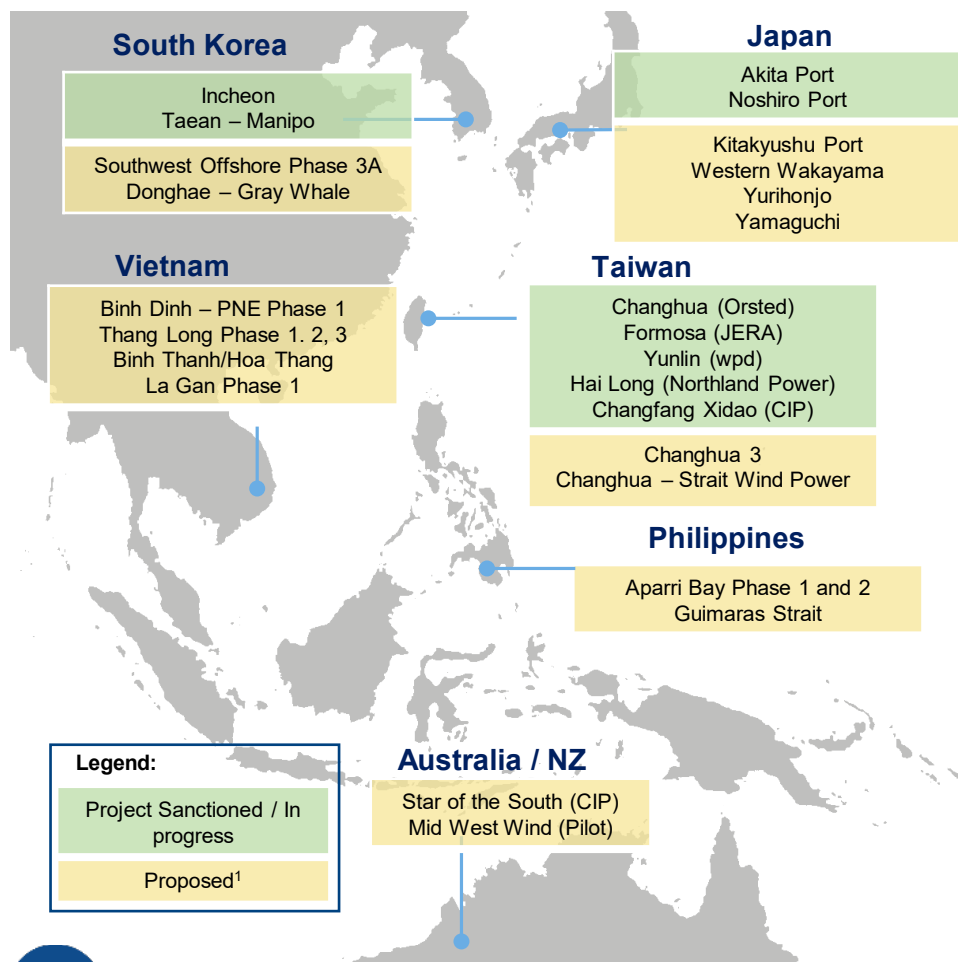 South Korea
Incheon
Taean – Manipo
Southwest Offshore Phase 3A
Donghae – Gray Whale
Japan
Akita Port
Noshiro Port
Kitakyushu Port
Western Wakayama
Yurihonjo
Yamaguchi
Vietnam
Binh Dinh – PNE Phase 1
Thang Long Phase 1. 2, 3
Binh Thanh/Hoa Thang
La Gan Phase 1
Taiwan
Changhua (Orsted)
Formosa (JERA)
Yunlin (wpd)
Hai Long (Northland Power)
Changfang Xidao (CIP)
Changhua 3
Changhua – Strait Wind Power
Philippines
Aparri Bay Phase 1 and 2
Guimaras Strait
Australia / NZ
Star of the South (CIP)
Mid West Wind (Pilot)
Legend:
Project Sanctioned / In
progress
Proposed¹